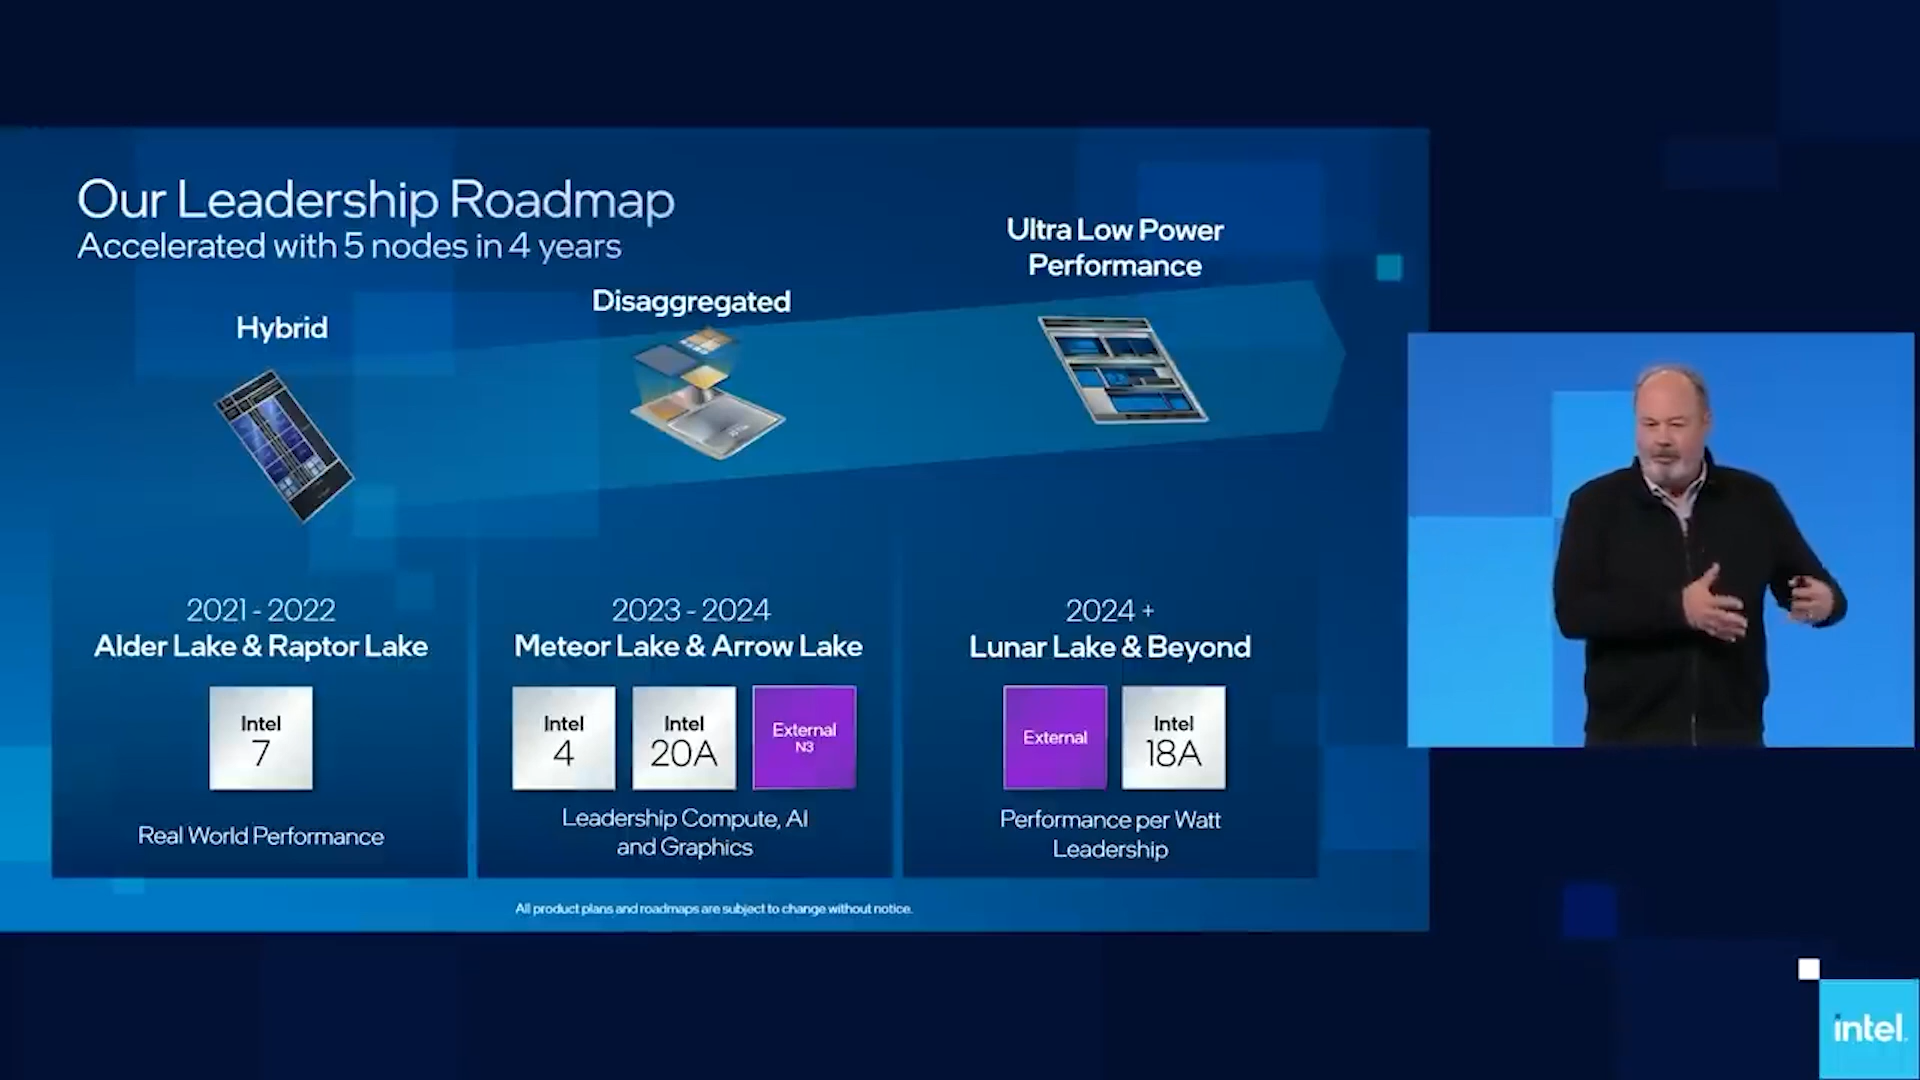 Our Leadership Roadmap
Accelerated with 5 nodes in 4 years
Hybrid
Disaggregated
Ultra Low Power
Performance
2021 - 2022
Alder Lake & Raptor Lake
Intel
7
Real World Performance
2023 - 2024
Meteor Lake & Arrow Lake
Intel
4
Intel
20A
External
N3
Leadership Compute, AI
and Graphics
2024 +
Lunar Lake & Beyond
External
Intel
18A
Performance per Watt
Leadership
All product plans and roadmaps are subject to change without notice.
intel.